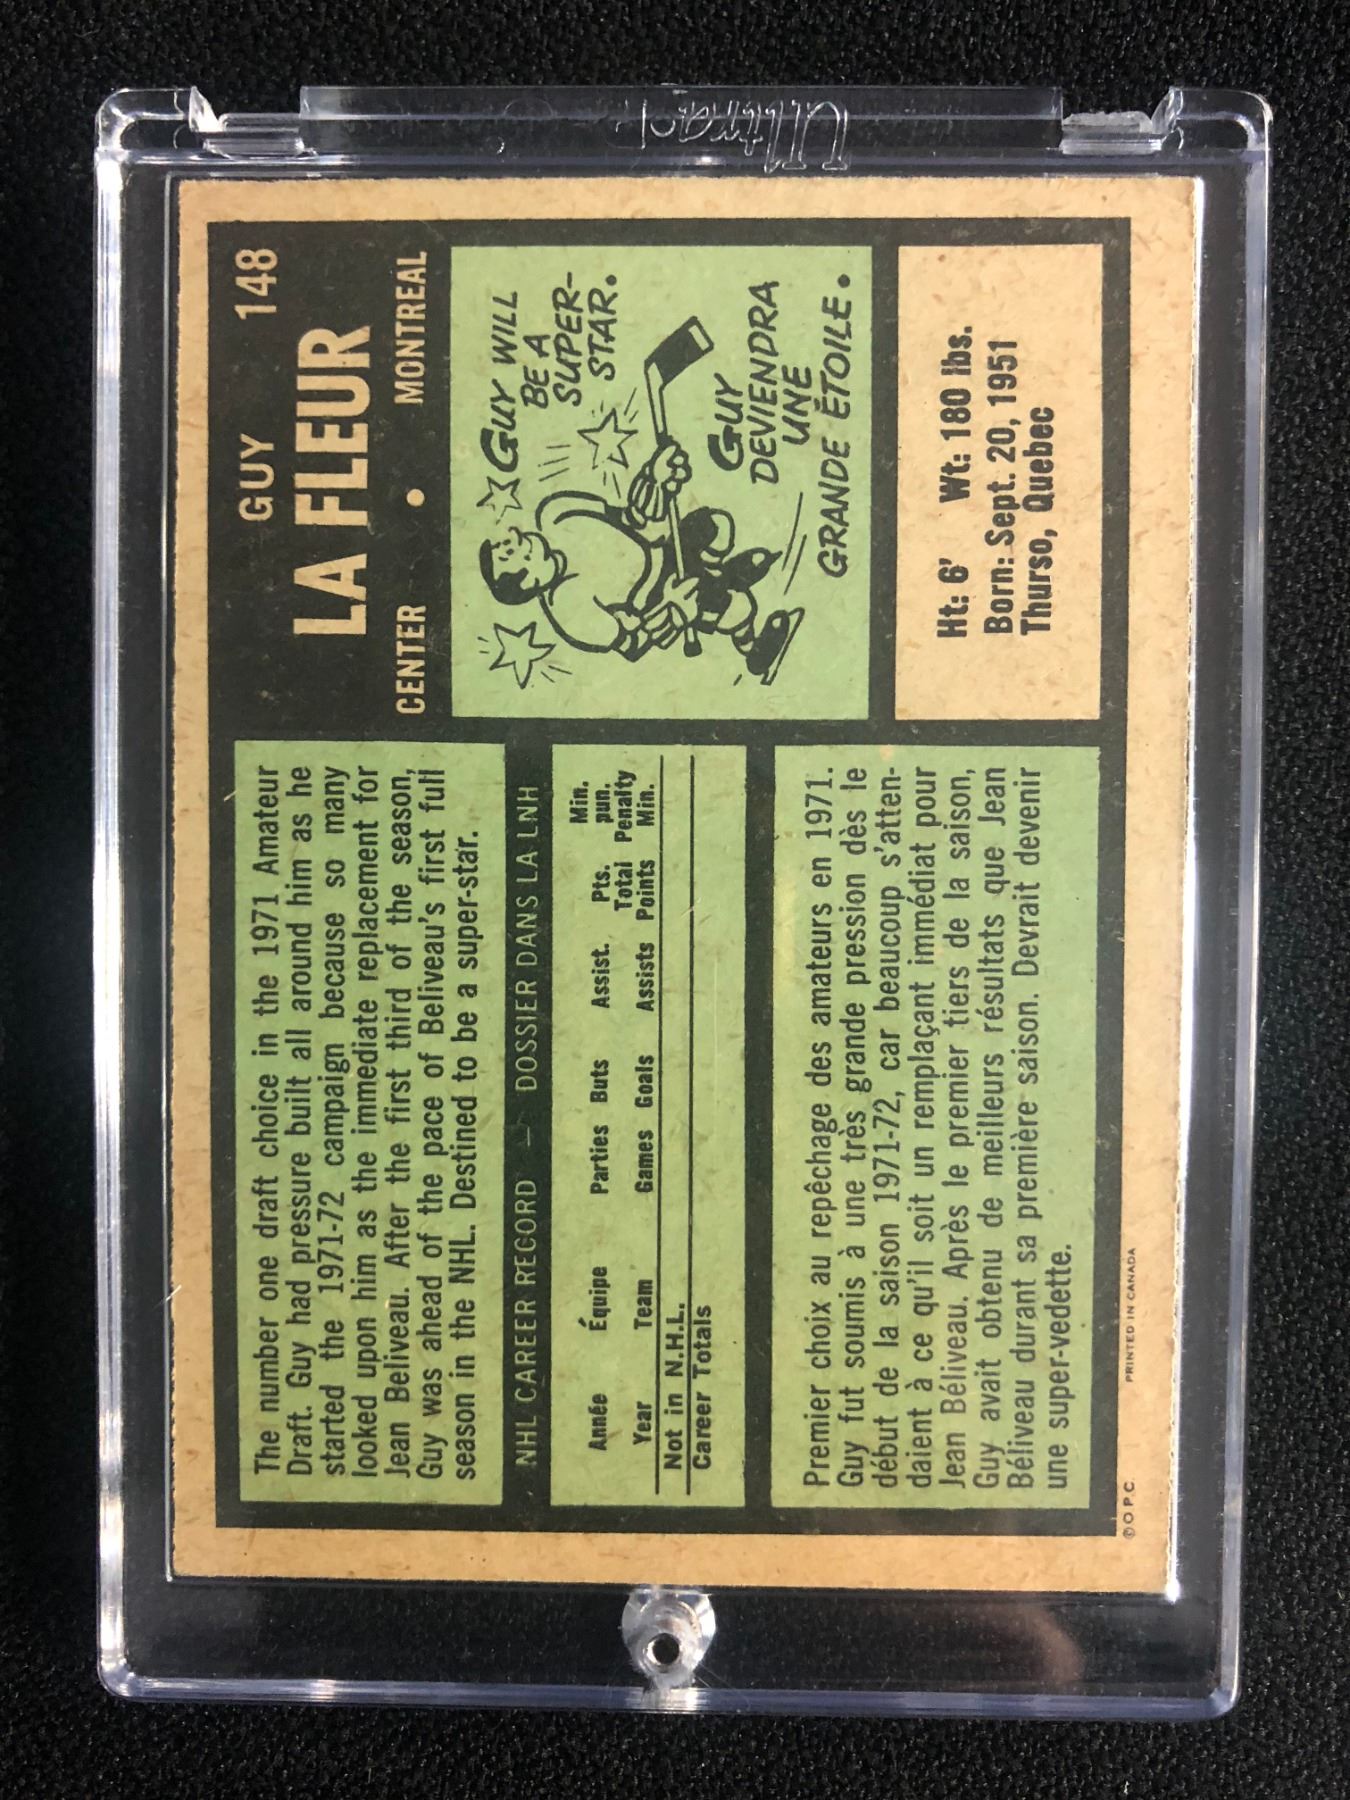 Ultra
The number one draft choice in the 1971 Amateur
Draft. Guy had pressure built all around him as he
started the 1971-72 campaign because so many
looked upon him as the immediate replacement for
Jean Beliveau. After the first third of the season,
Guy was ahead of the pace of Beliveau's first full
season in the NHL. Destined to be a super-star.
NHL CAREER RECORD — DOSSIER DANS LA LNH
Année Équipe Parties Buts Assist. Pts. Min. pun.
Year Team Games Goals Assists Total Points Penalty Min.
Not in N.H.L.
Career Totals
Premier choix au repêchage des amateurs en 1971.
Guy fut soumis à une très grande pression dès le
début de la saison 1971-72, car beaucoup s'atten-
daient à ce qu'il soit un remplaçant immédiat pour
Jean Béliveau. Après le premier tiers de la saison,
Guy avait obtenu de meilleurs résultats que Jean
Béliveau durant sa première saison. Devrait devenir
une super-vedette.
GUY 148
LA FLEUR
CENTER • MONTREAL
GUY WILL
BE A
SUPER-
STAR.
GUY
DEVIENDRA
UNE
GRANDE ÉTOILE.
Ht: 6' Wt: 180 lbs.
Born: Sept. 20, 1951
Thurso, Quebec
© O.P.C. PRINTED IN CANADA